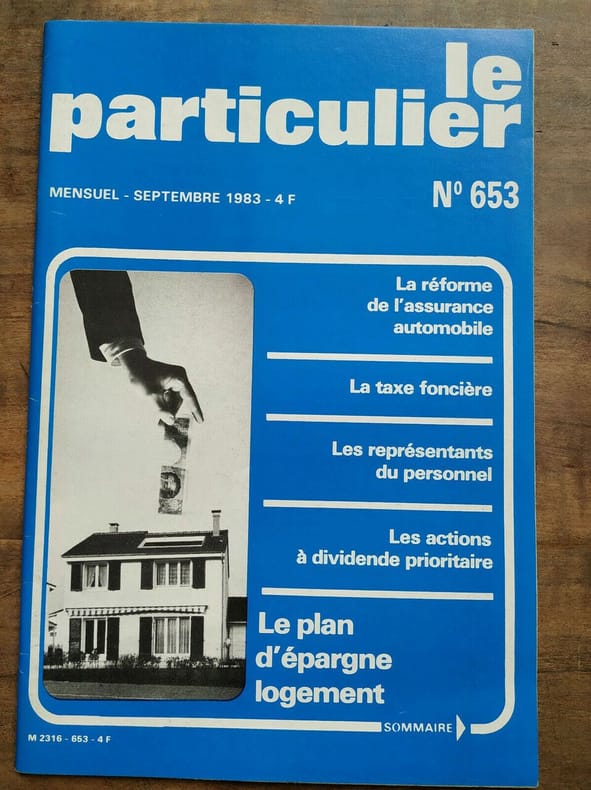 le
particulier
MENSUEL - SEPTEMBRE 1983 - 4 F
Nº 653
La réforme
de l'assurance
automobile
La taxe foncière
Les représentants
du personnel
Les actions
à dividende prioritaire
Le plan
d'épargne
logement
SOMMAIRE
M 2316 - 653 - 4 F